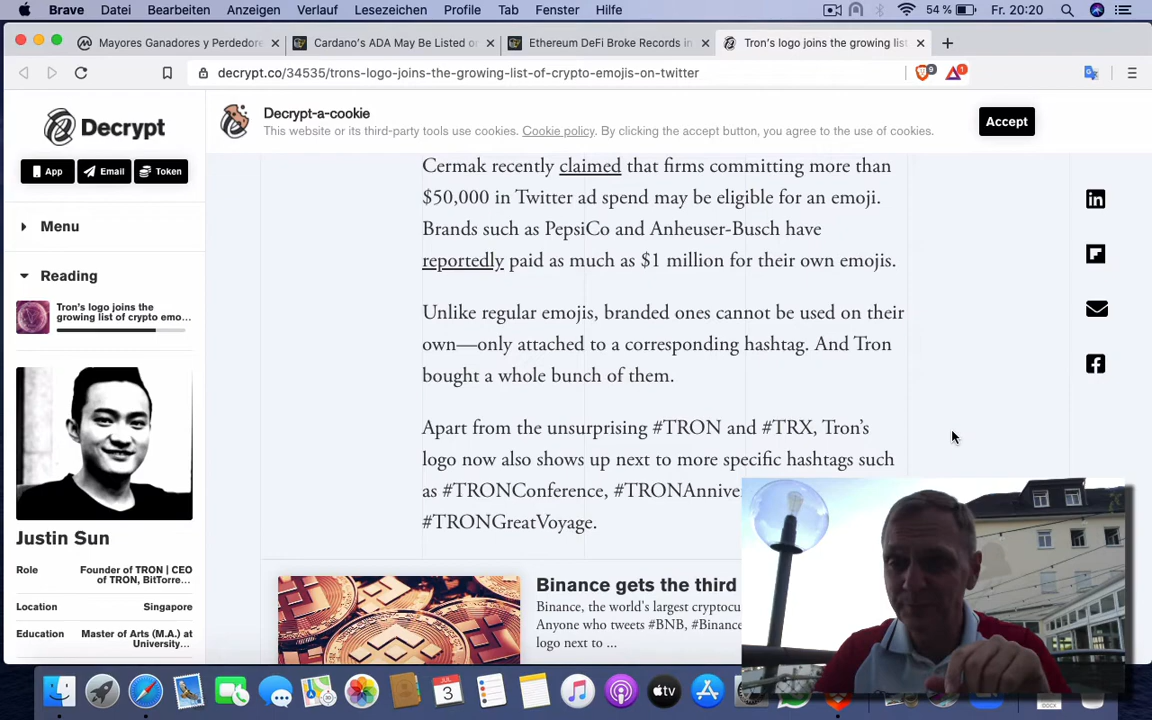 Brave Datei Bearbeiten Anzeigen Verlauf Lesezeichen Profile Tab Fenster Hilfe 54 % Fr. 20:20
Mayores Ganadores y Perdedore × Cardano's ADA May Be Listed o × Ethereum DeFi Broke Records in × Tron's logo joins the growing list × +
decrypt.co/34535/trons-logo-joins-the-growing-list-of-crypto-emojis-on-twitter 9 1
Decrypt
App Email Token
Menu
Reading
Tron's logo joins the
growing list of crypto emo...
Justin Sun
Role Founder of TRON | CEO
of TRON, BitTorre...
Location Singapore
Education Master of Arts (M.A.) at
University...
Decrypt-a-cookie
This website or its third-party tools use cookies. Cookie policy. By clicking the accept button, you agree to the use of cookies.
Accept
Cermak recently claimed that firms committing more than
$50,000 in Twitter ad spend may be eligible for an emoji.
Brands such as PepsiCo and Anheuser-Busch have
reportedly paid as much as $1 million for their own emojis.
Unlike regular emojis, branded ones cannot be used on their
own—only attached to a corresponding hashtag. And Tron
bought a whole bunch of them.
Apart from the unsurprising #TRON and #TRX, Tron's
logo now also shows up next to more specific hashtags such
as #TRONConference, #TRONAnnive
#TRONGreatVoyage.
Binance gets the third
Binance, the world's largest cryptocu
Anyone who tweets #BNB, #Binance
logo next to ...
JUL
3
tv
DOCX